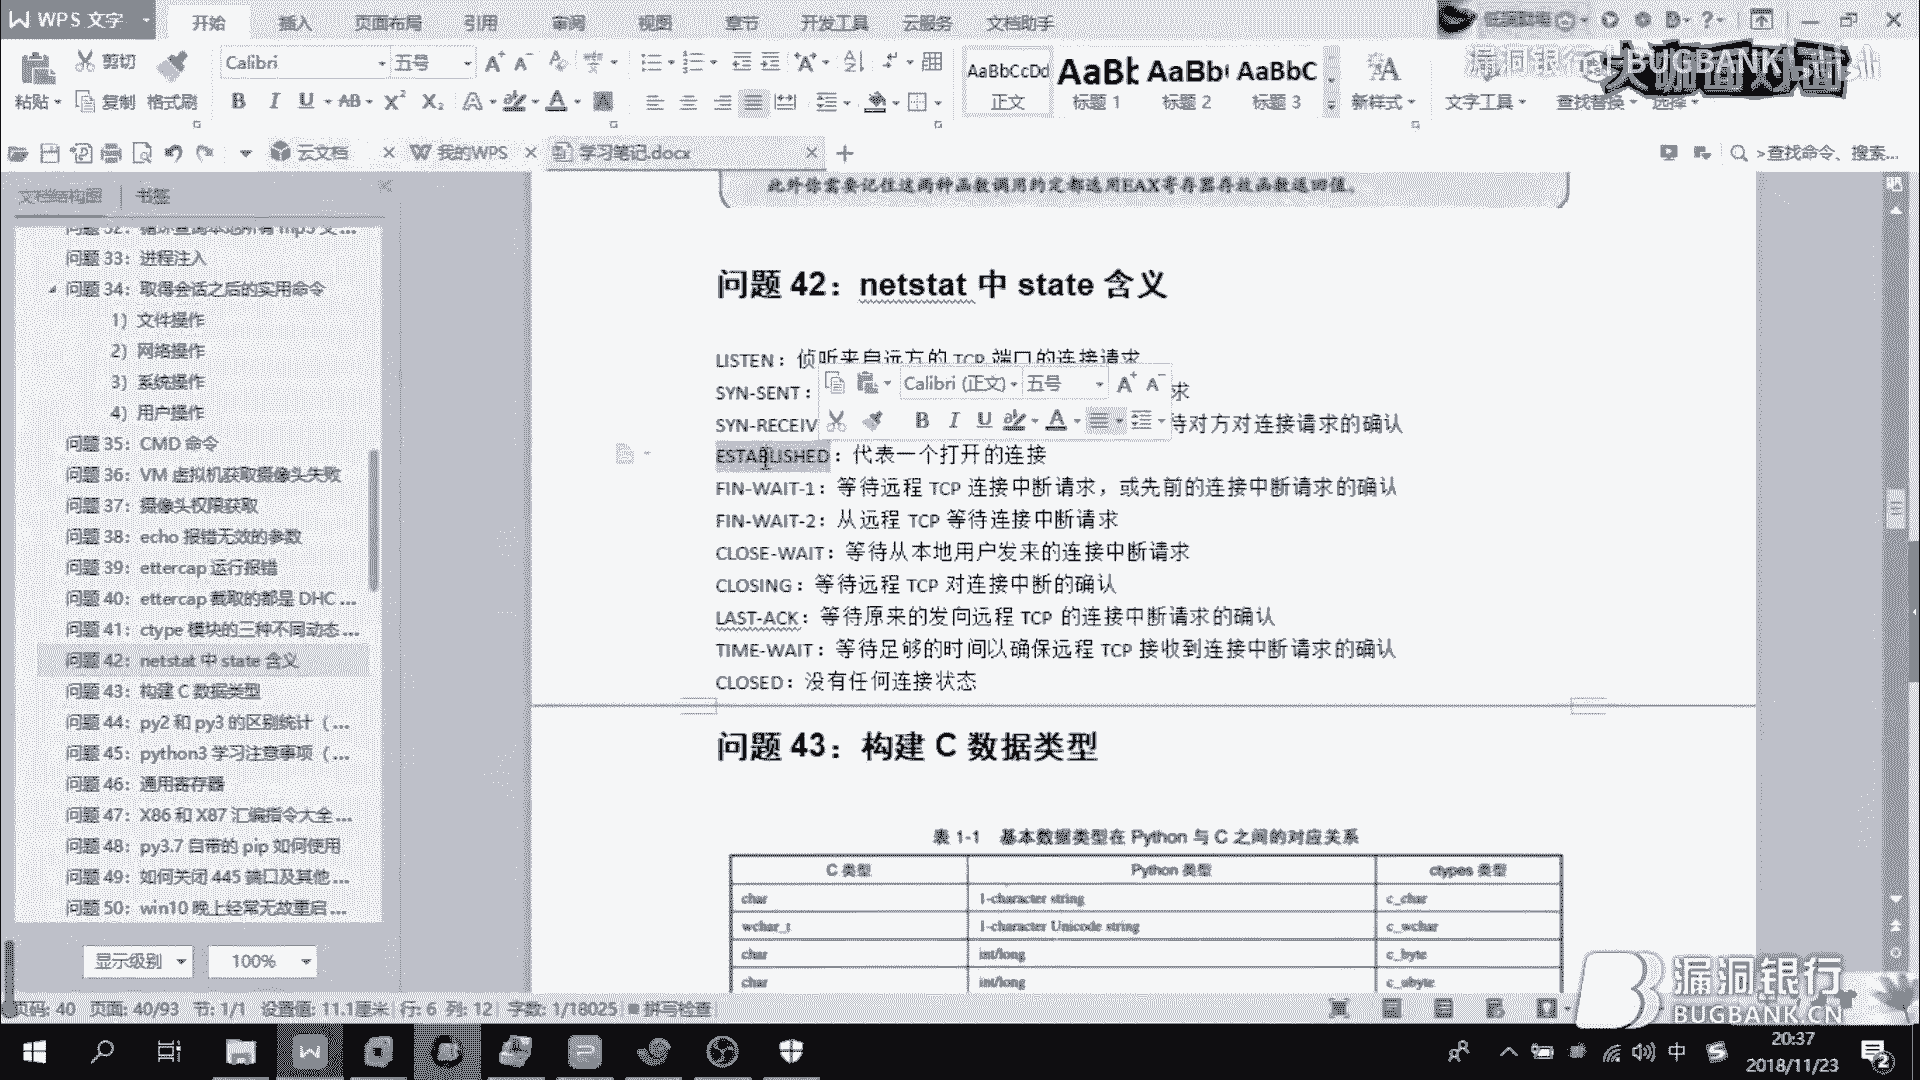 WPS 文字
开始 插入 页面布局 引用 审阅 视图 章节 开发工具 云服务 文档助手
BUGBANK
剪切
Calibri 五号
粘贴 复制 格式刷
AaBbCcDd AaBb AaBb AaBbC
正文 标题 1 标题 2 标题 3 新样式 文字工具 查找替换 选择
云文档 我的WPS 学习笔记.docx 查找命令、搜索...
文档结构图 书签
问题 33：进程注入
问题 34：取得会话之后的实用命令
1）文件操作
2）网络操作
3）系统操作
4）用户操作
问题 35：CMD 命令
问题 36：VM 虚拟机获取摄像头失败
问题 37：摄像头权限获取
问题 38：echo 报错无效的参数
问题 39：ettercap 运行报错
问题 40：ettercap 截取的都是 DHC ...
问题 41：ctype 模块的三种不同动态 ...
问题 42：netstat 中 state 含义
问题 43：构建 C 数据类型
问题 44：py2 和 py3 的区别统计（ ...
问题 45：python3 学习注意事项（ ...
问题 46：通用寄存器
问题 47：X86 和 X87 汇编指令大全 ...
问题 48：py3.7 自带的 pip 如何使用
问题 49：如何关闭 445 端口及其他 ...
问题 50：win10 晚上经常无故重启 ...
显示级别 100%
此外你需要记住这两种函数调用约定都选用EAX寄存器存放函数返回值。
问题 42：netstat 中 state 含义
LISTEN：侦听来自远方的 TCP 端口的连接请求
SYN-SENT： 求
SYN-RECEIV 待对方对连接请求的确认
Calibri (正文) 五号
ESTABLISHED：代表一个打开的连接
FIN-WAIT-1：等待远程 TCP 连接中断请求，或先前的连接中断请求的确认
FIN-WAIT-2：从远程 TCP 等待连接中断请求
CLOSE-WAIT：等待从本地用户发来的连接中断请求
CLOSING：等待远程 TCP 对连接中断的确认
LAST-ACK：等待原来的发向远程 TCP 的连接中断请求的确认
TIME-WAIT：等待足够的时间以确保远程 TCP 接收到连接中断请求的确认
CLOSED：没有任何连接状态
问题 43：构建 C 数据类型
表 1-1 基本数据类型在 Python 与 C 之间的对应关系
C 类型 Python 类型 ctypes 类型
char 1-character string c_char
wchar_t 1-character Unicode string c_wchar
char int/long c_byte
char int/long c_ubyte
页码: 40 页面: 40/93 节: 1/1 设置值: 11.1厘米 行: 6 列: 12 字数: 1/18025 拼写检查
漏洞银行
BUGBANK.CN
中
20:37
2018/11/23
2